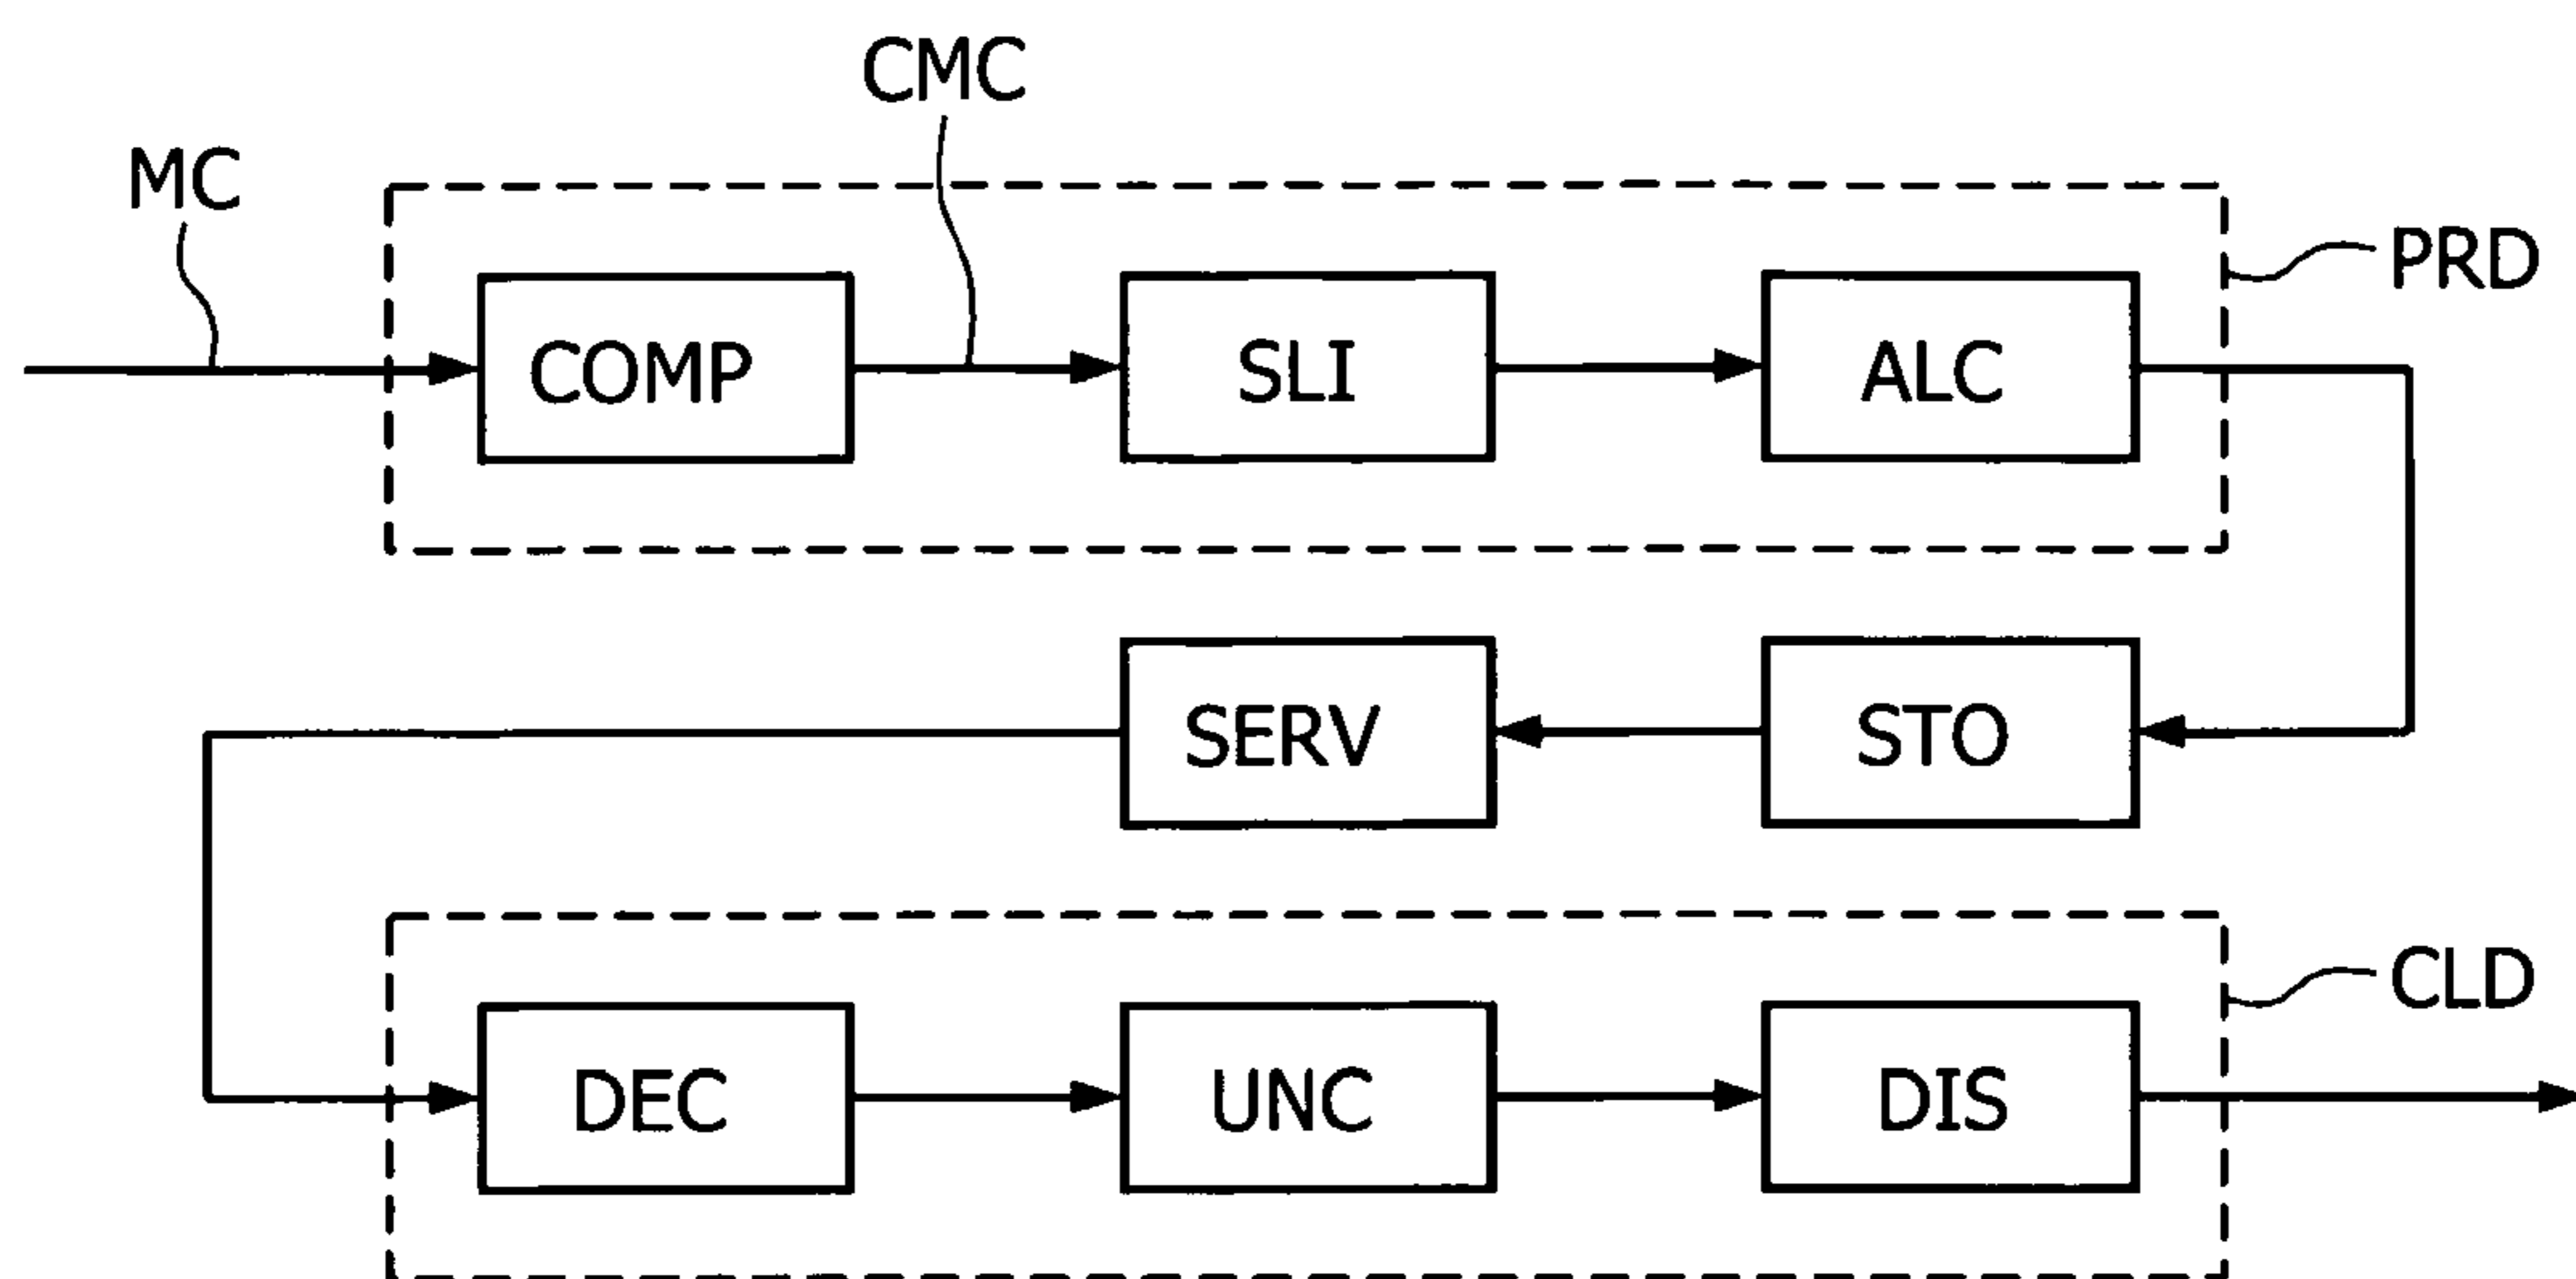 CMC
MC
PRD
COMP
SLI
ALC
SERV
STO
CLD
DEC
UNC
DIS